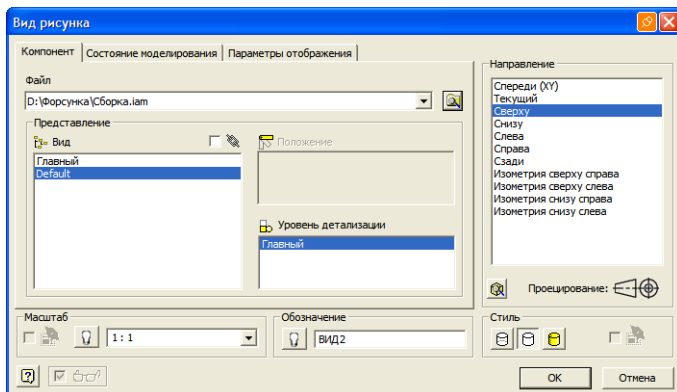 Вид рисунка
Компонент Состояние моделирования Параметры отображения
Файл
D:\Форсунка\Сборка.iam
Представление
Вид
Главный
Default
Положение
Уровень детализации
Главный
Направление
Спереди (XY)
Текущий
Сверху
Снизу
Слева
Справа
Сзади
Изометрия сверху справа
Изометрия сверху слева
Изометрия снизу справа
Изометрия снизу слева
Проецирование:
Масштаб
1:1
Обозначение
ВИД2
Стиль
ОК Отмена